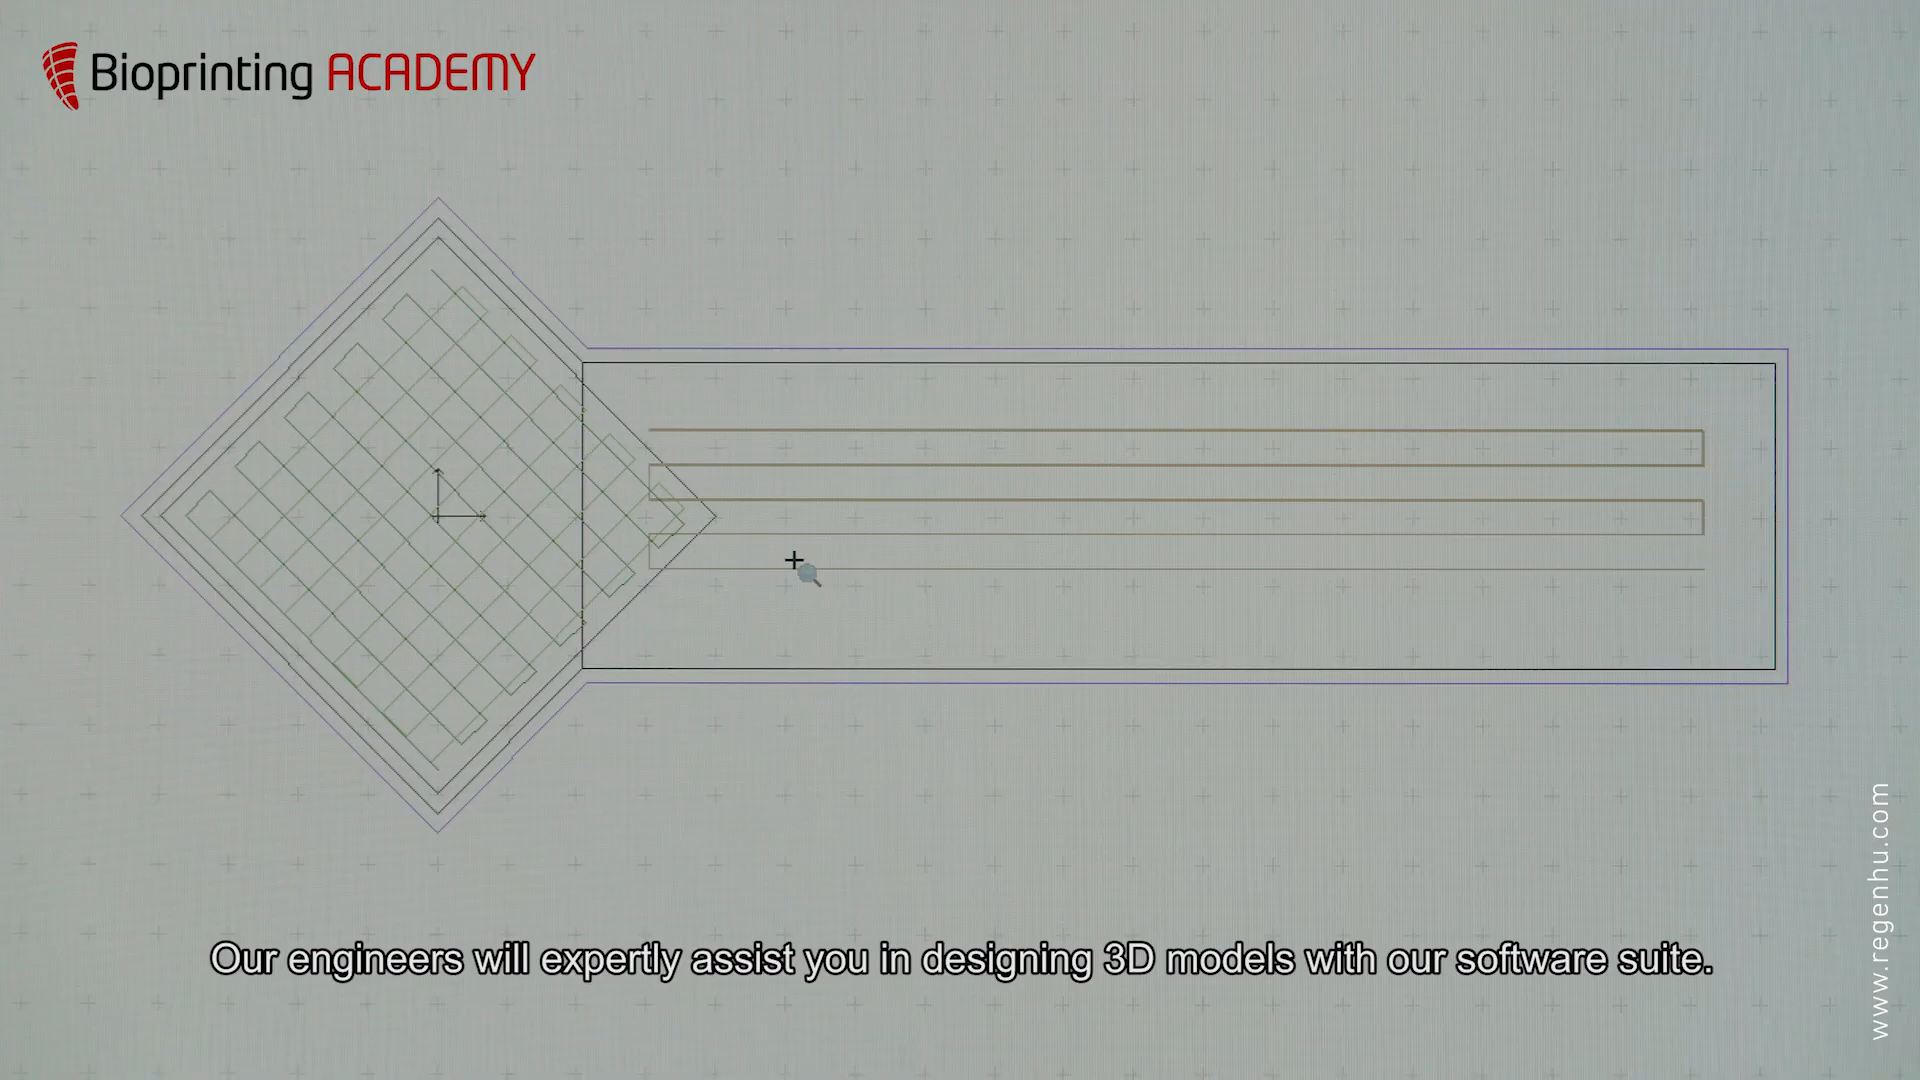 Bioprinting ACADEMY
www.regenhu.com
Our engineers will expertly assist you in designing 3D models with our software suite.